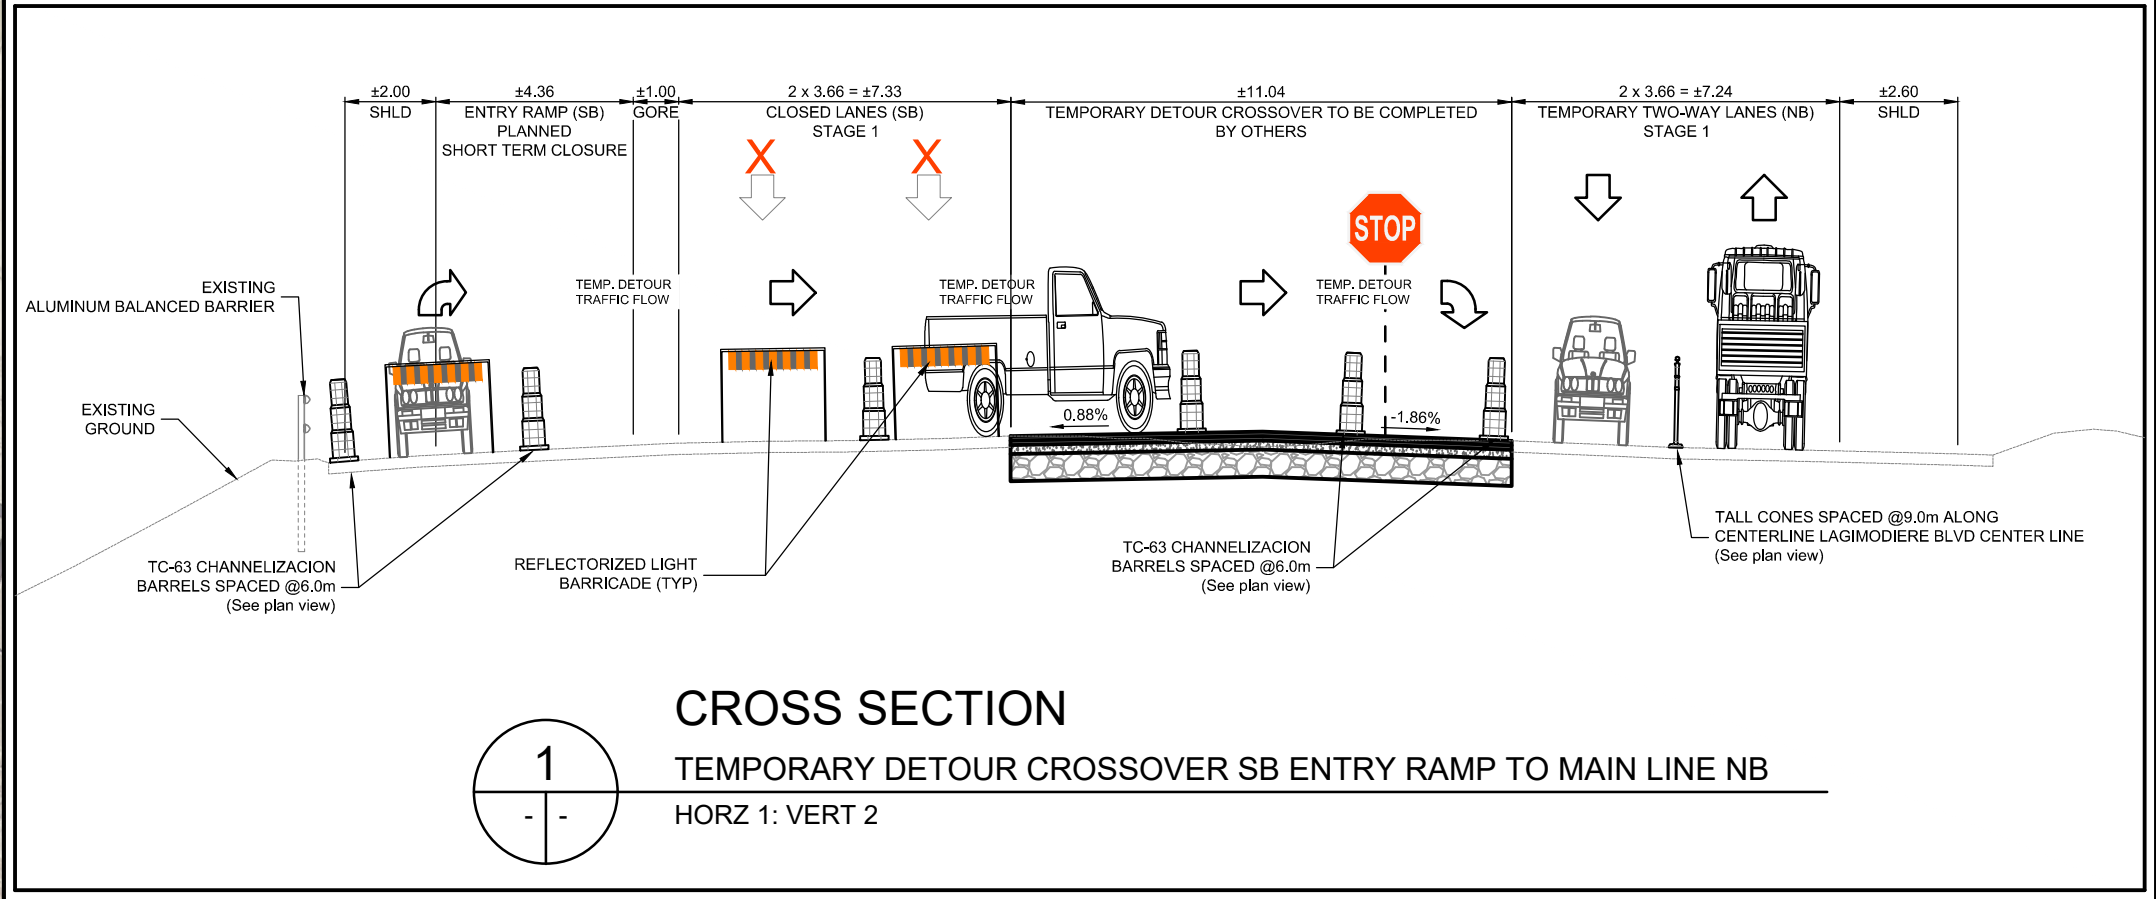 ±2.00
SHLD
±4.36
ENTRY RAMP (SB)
PLANNED
SHORT TERM CLOSURE
±1.00
GORE
2 x 3.66 = ±7.33
CLOSED LANES (SB)
STAGE 1
±11.04
TEMPORARY DETOUR CROSSOVER TO BE COMPLETED
BY OTHERS
2 x 3.66 = ±7.24
TEMPORARY TWO-WAY LANES (NB)
STAGE 1
±2.60
SHLD
X
X
STOP
EXISTING
ALUMINUM BALANCED BARRIER
TEMP. DETOUR
TRAFFIC FLOW
TEMP. DETOUR
TRAFFIC FLOW
TEMP. DETOUR
TRAFFIC FLOW
EXISTING
GROUND
0.88%
-1.86%
TC-63 CHANNELIZACION
BARRELS SPACED @6.0m
(See plan view)
REFLECTORIZED LIGHT
BARRICADE (TYP)
TC-63 CHANNELIZACION
BARRELS SPACED @6.0m
(See plan view)
TALL CONES SPACED @9.0m ALONG
CENTERLINE LAGIMODIERE BLVD CENTER LINE
(See plan view)
1
- -
CROSS SECTION
TEMPORARY DETOUR CROSSOVER SB ENTRY RAMP TO MAIN LINE NB
HORZ 1: VERT 2